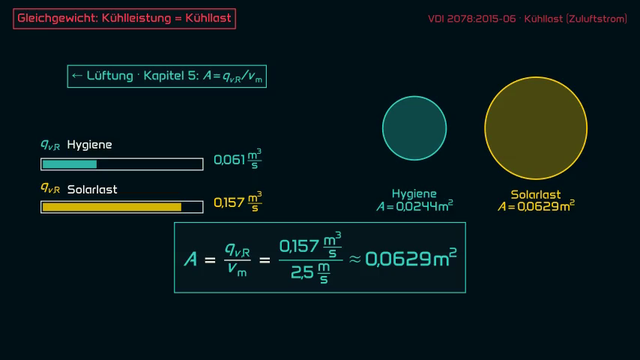 Gleichgewicht: Kühlleistung = Kühllast
VDI 2078:2015-06 · Kühllast (Zuluftstrom)
← Lüftung · Kapitel 5: A = q_vR/v_m
q_vR Hygiene
0,061 m³/s
q_vR Solarlast
0,157 m³/s
Hygiene
A = 0,0244 m²
Solarlast
A = 0,0629 m²
A = q_vR/v_m = 0,157 m³/s / 2,5 m/s ≈ 0,0629 m²